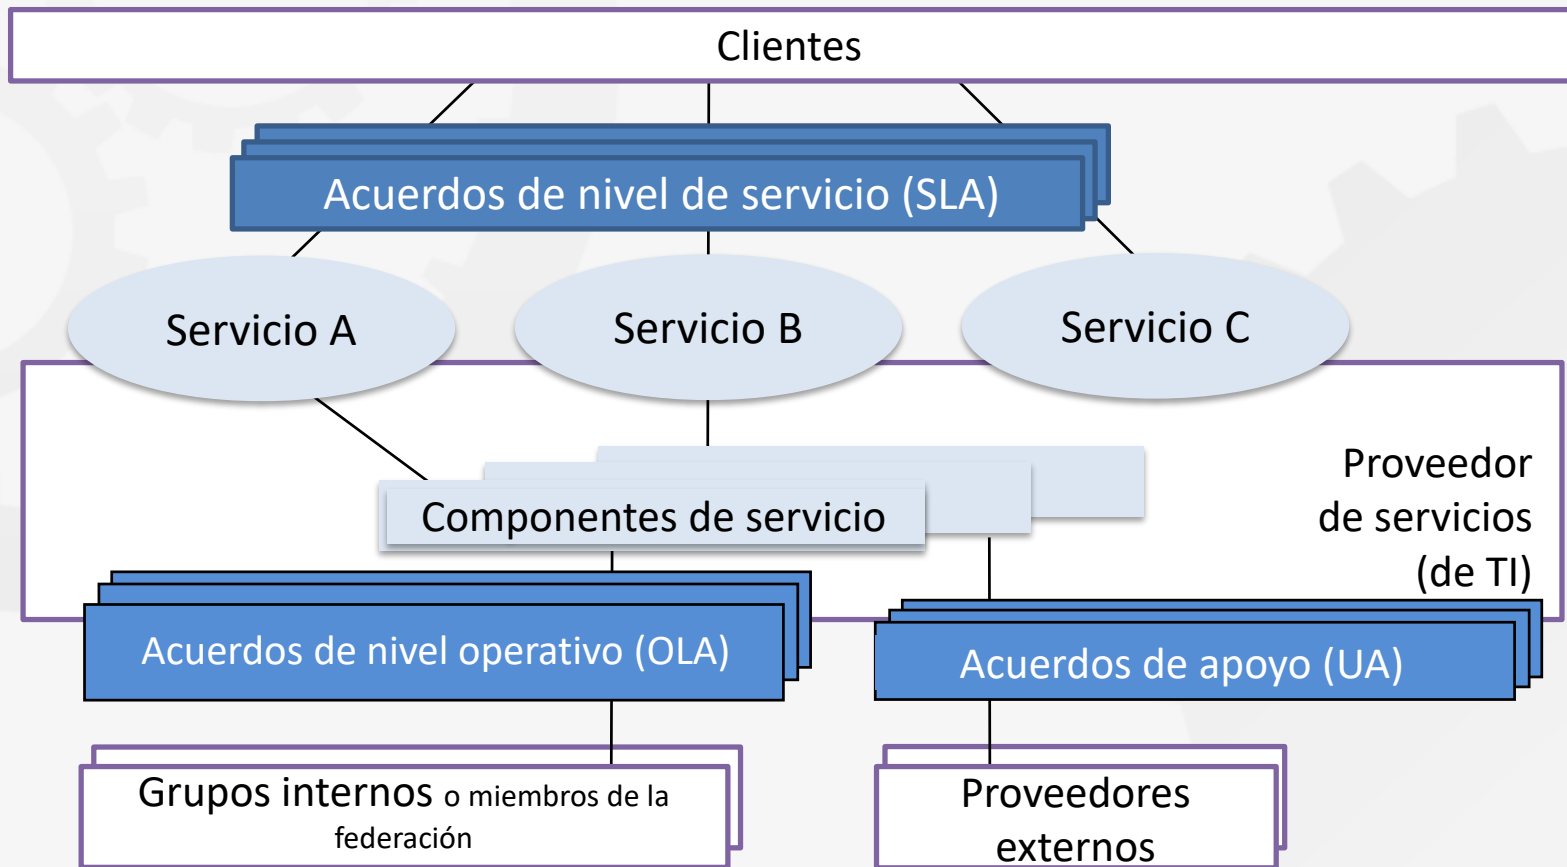 Clientes
Acuerdos de nivel de servicio (SLA)
Servicio A
Servicio B
Servicio C
Proveedor
de servicios
(de TI)
Componentes de servicio
Acuerdos de nivel operativo (OLA)
Acuerdos de apoyo (UA)
Grupos internos o miembros de la
federación
Proveedores
externos